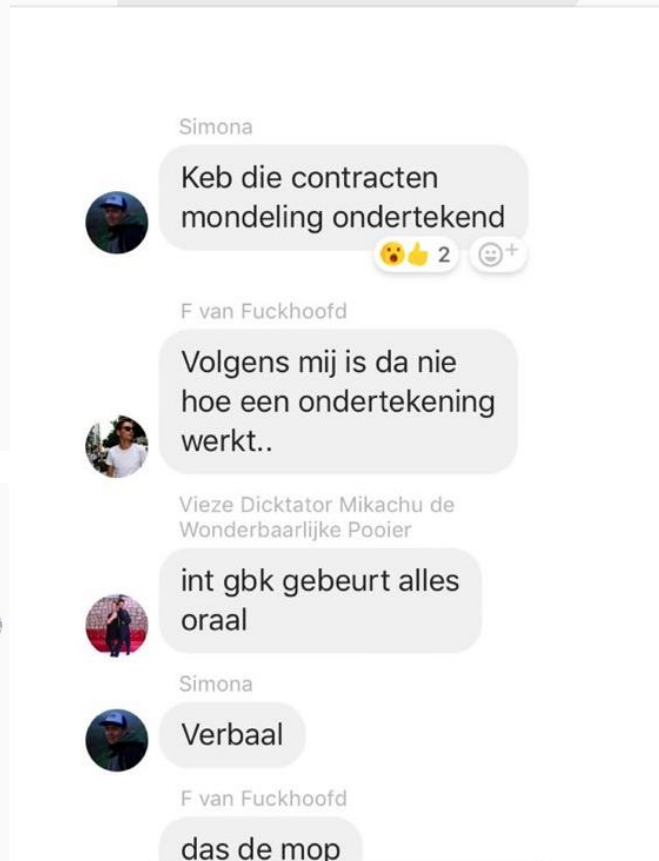 Simona
Keb die contracten
mondeling ondertekend
2
F van Fuckhoofd
Volgens mij is da nie
hoe een ondertekening
werkt..
Vieze Dicktator Mikachu de
Wonderbaarlijke Pooier
int gbk gebeurt alles
oraal
Simona
Verbaal
F van Fuckhoofd
das de mop